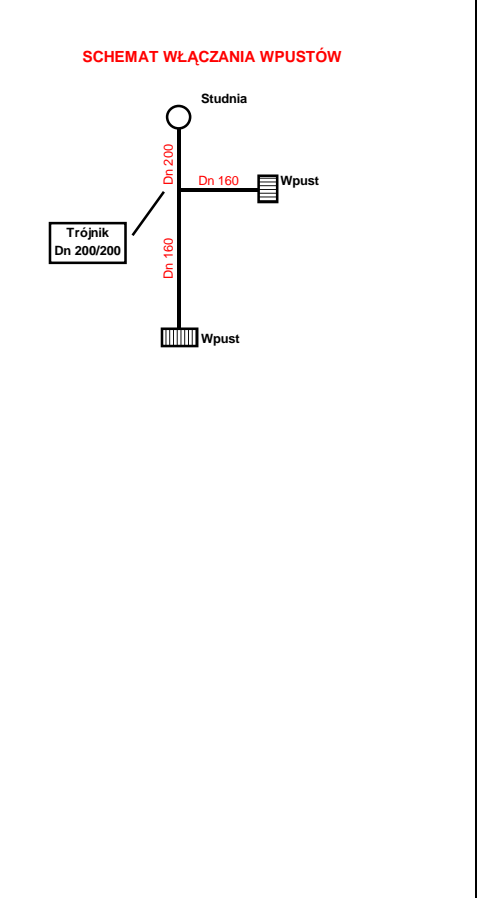 SCHEMAT WŁĄCZANIA WPUSTÓW
Studnia
Dn 200
Dn 160
Wpust
Trójnik
Dn 200/200
Dn 160
Wpust